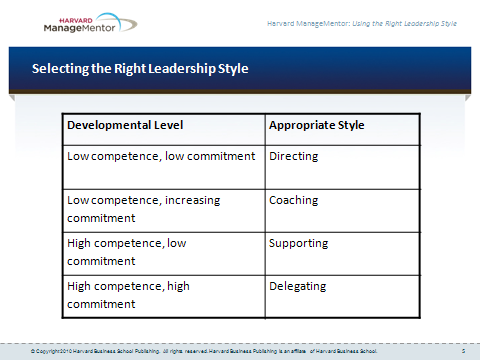 HARVARD
ManageMentor
Harvard ManageMentor: Using the Right Leadership Style
Selecting the Right Leadership Style
Developmental Level Appropriate Style
Low competence, low commitment Directing
Low competence, increasing Coaching
commitment
High competence, low Supporting
commitment
High competence, high Delegating
commitment
© Copyright 2010 Harvard Business School Publishing. All rights reserved. Harvard Business Publishing is an affiliate of Harvard Business School. 5